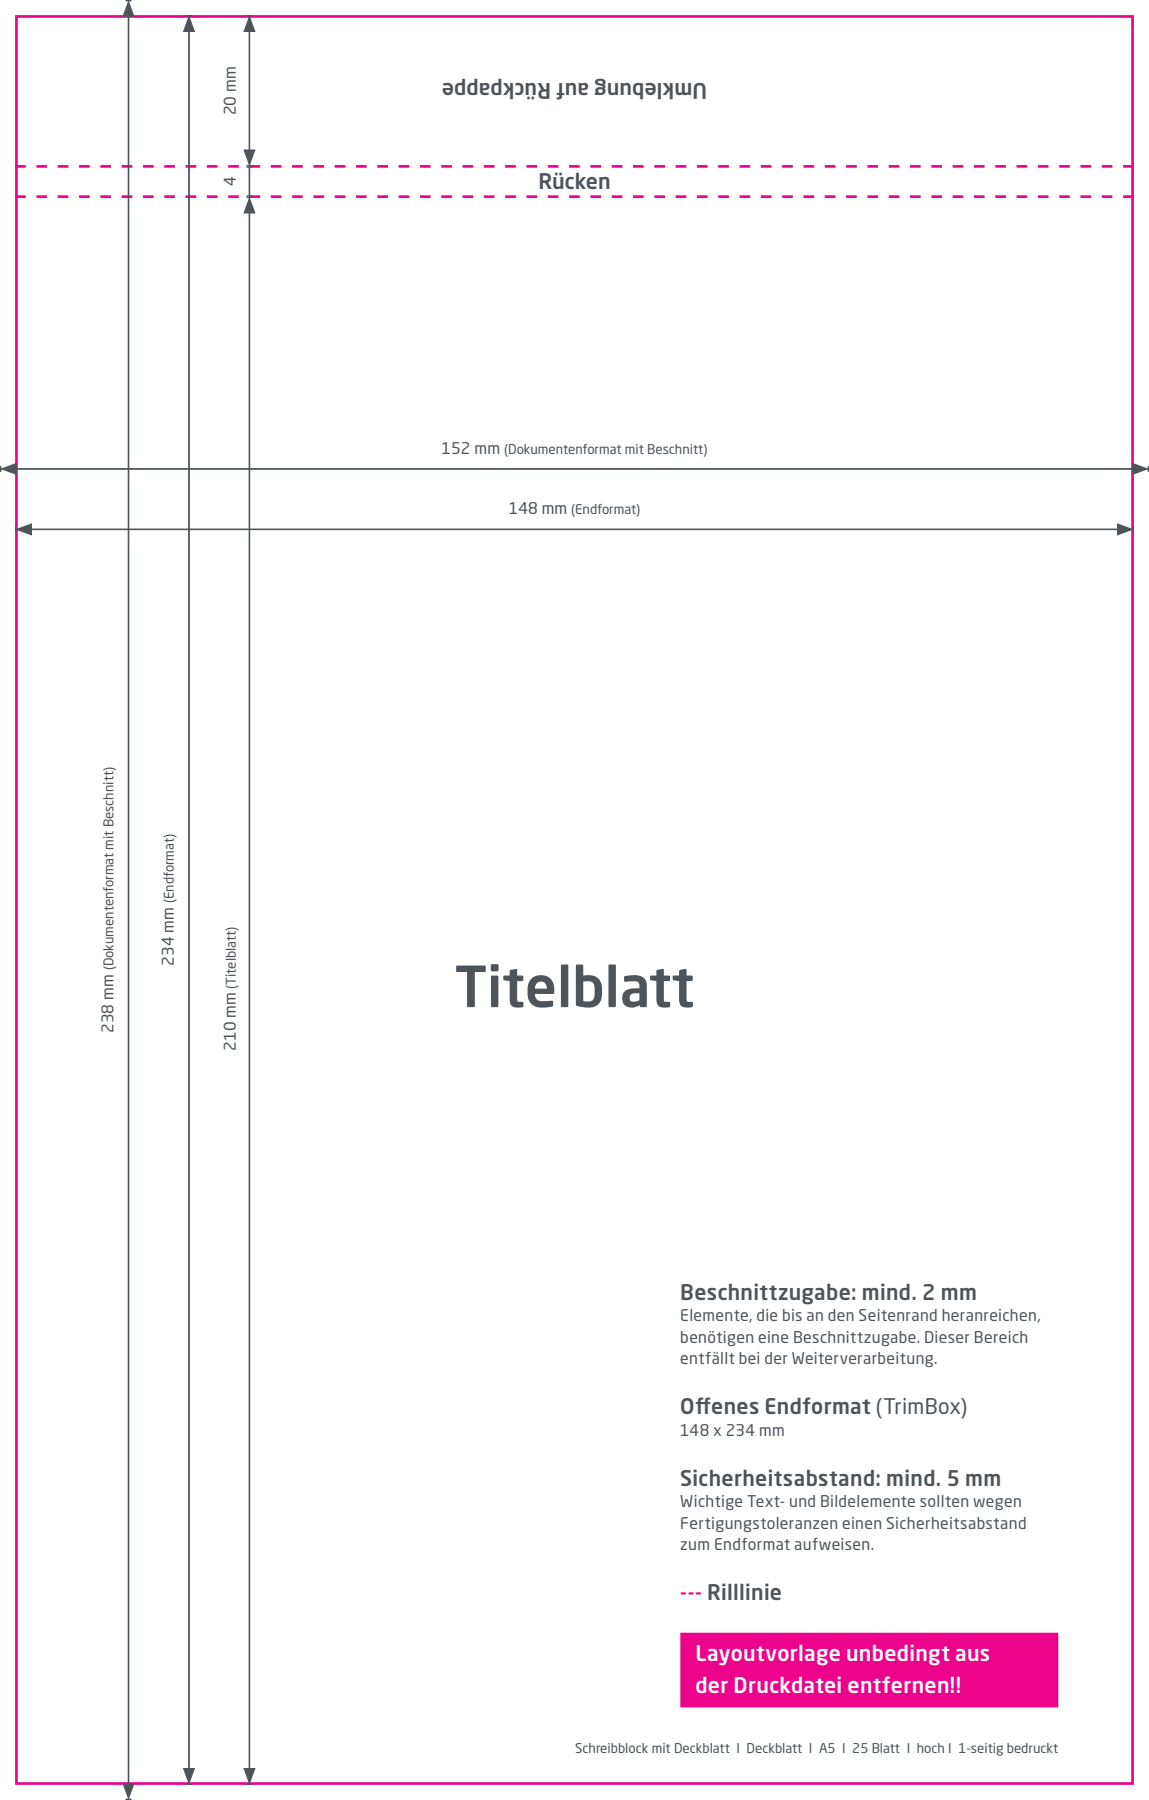 Umklebung auf Rückpappe
20 mm
4
Rücken
152 mm (Dokumentenformat mit Beschnitt)
148 mm (Endformat)
238 mm (Dokumentenformat mit Beschnitt)
234 mm (Endformat)
210 mm (Titelblatt)
Titelblatt
Beschnittzugabe: mind. 2 mm
Elemente, die bis an den Seitenrand heranreichen,
benötigen eine Beschnittzugabe. Dieser Bereich
entfällt bei der Weiterverarbeitung.
Offenes Endformat (TrimBox)
148 x 234 mm
Sicherheitsabstand: mind. 5 mm
Wichtige Text- und Bildelemente sollten wegen
Fertigungstoleranzen einen Sicherheitsabstand
zum Endformat aufweisen.
--- Rilllinie
Layoutvorlage unbedingt aus
der Druckdatei entfernen!!
Schreibblock mit Deckblatt I Deckblatt I A5 I 25 Blatt I hoch I 1-seitig bedruckt